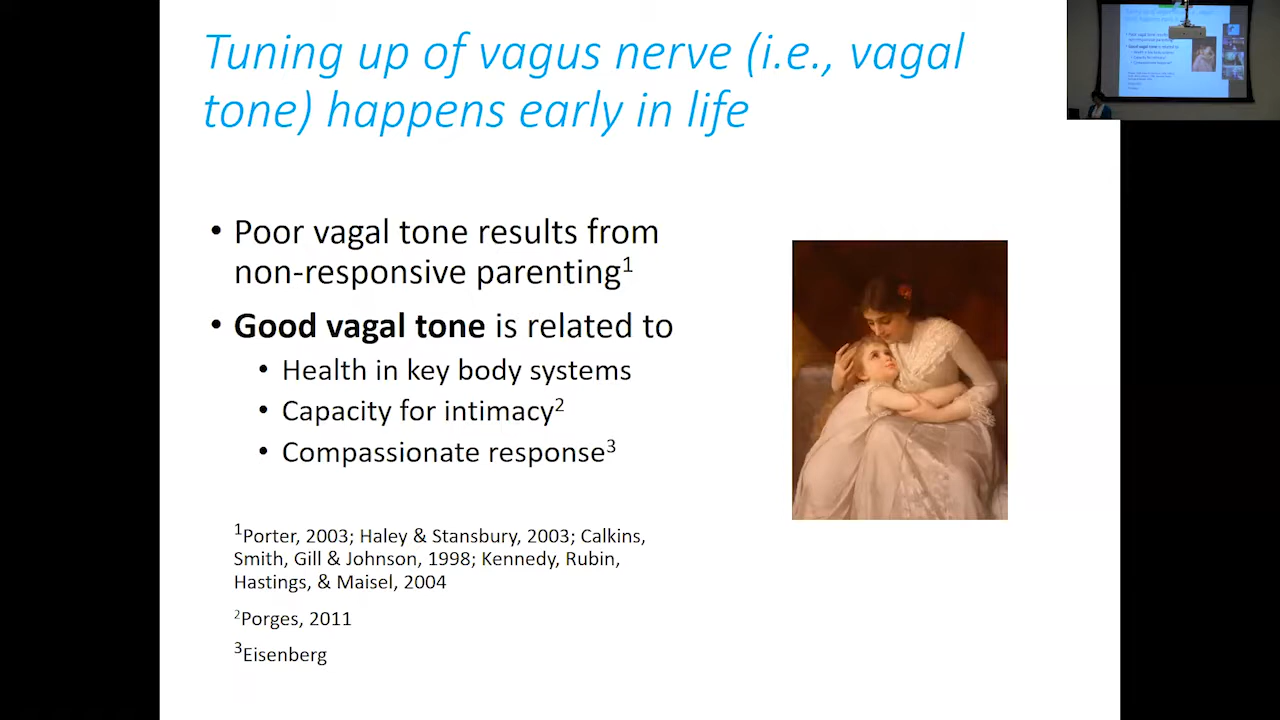 Tuning up of vagus nerve (i.e., vagal
tone) happens early in life
• Poor vagal tone results from
non-responsive parenting1
• Good vagal tone is related to
• Health in key body systems
• Capacity for intimacy2
• Compassionate response3
1Porter, 2003; Haley & Stansbury, 2003; Calkins,
Smith, Gill & Johnson, 1998; Kennedy, Rubin,
Hastings, & Maisel, 2004
2Porges, 2011
3Eisenberg